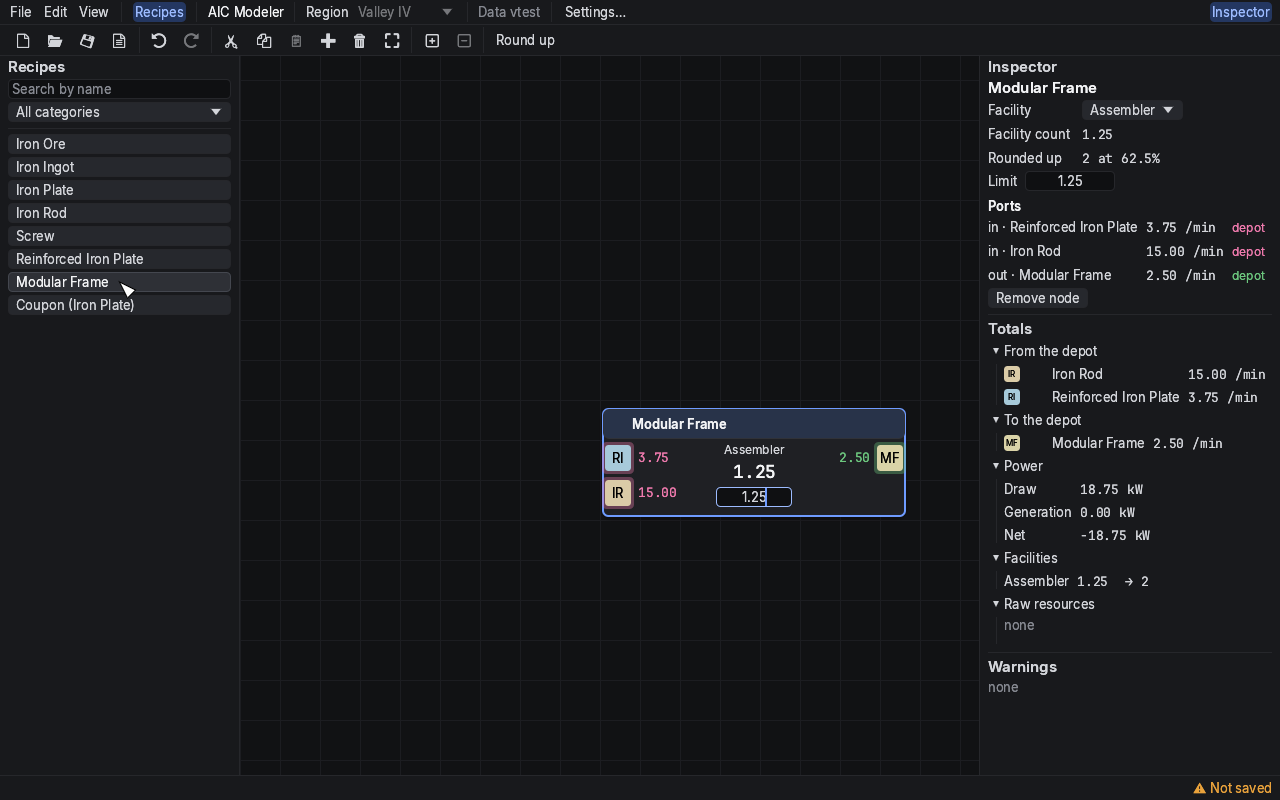 File Edit View Recipes AIC Modeler Region Valley IV Data vtest Settings... Inspector
Round up
Recipes
Search by name
All categories
Iron Ore
Iron Ingot
Iron Plate
Iron Rod
Screw
Reinforced Iron Plate
Modular Frame
Coupon (Iron Plate)
Modular Frame
Assembler
RI 3.75 1.25 2.50 MF
IR 15.00 1.25
Inspector
Modular Frame
Facility Assembler
Facility count 1.25
Rounded up 2 at 62.5%
Limit 1.25
Ports
in · Reinforced Iron Plate 3.75 /min depot
in · Iron Rod 15.00 /min depot
out · Modular Frame 2.50 /min depot
Remove node
Totals
From the depot
IR Iron Rod 15.00 /min
RI Reinforced Iron Plate 3.75 /min
To the depot
MF Modular Frame 2.50 /min
Power
Draw 18.75 kW
Generation 0.00 kW
Net -18.75 kW
Facilities
Assembler 1.25 → 2
Raw resources
none
Warnings
none
Not saved